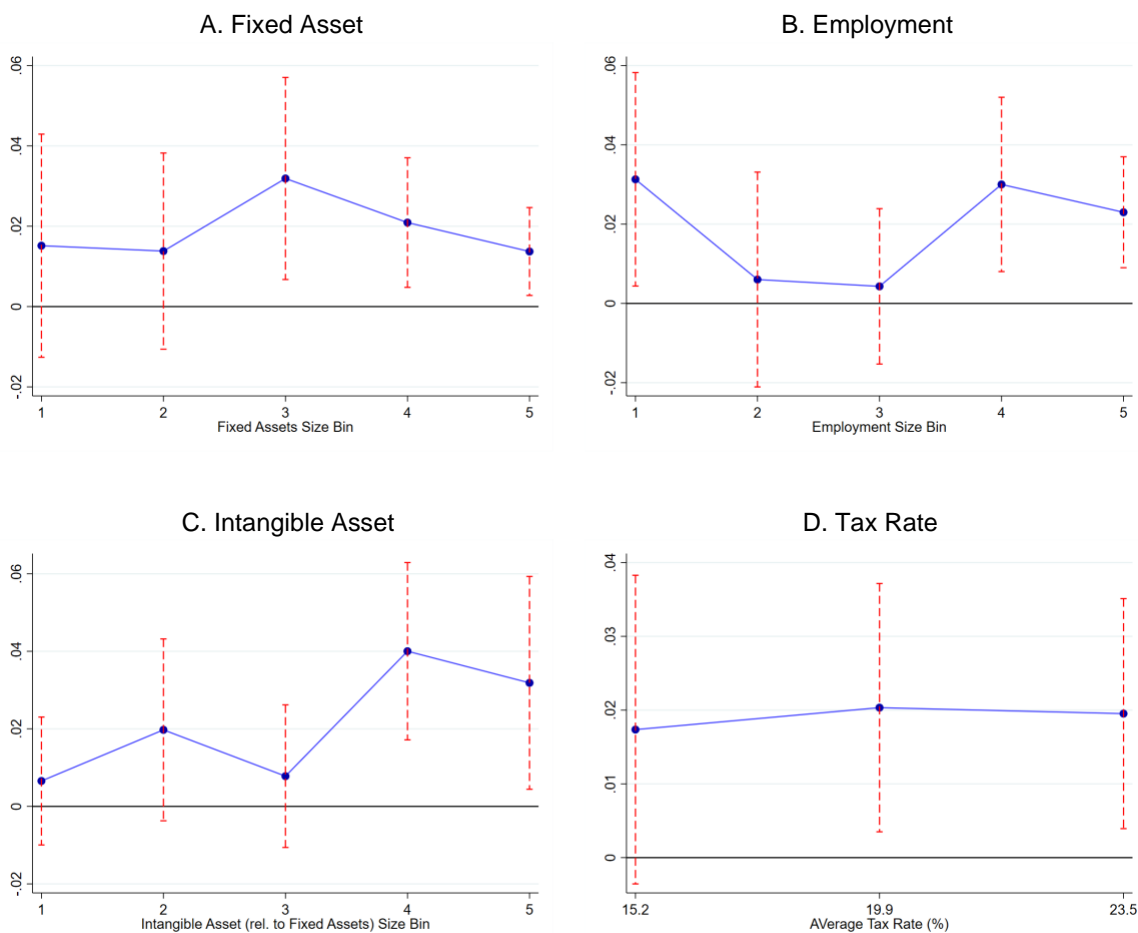 A. Fixed Asset
.06
.04
.02
0
-.02
1 2 3 4 5
Fixed Assets Size Bin
B. Employment
.06
.04
.02
0
-.02
1 2 3 4 5
Employment Size Bin
C. Intangible Asset
.06
.04
.02
0
-.02
1 2 3 4 5
Intangible Asset (rel. to Fixed Assets) Size Bin
D. Tax Rate
.04
.03
.02
.01
0
15.2 19.9 23.5
AVerage Tax Rate (%)